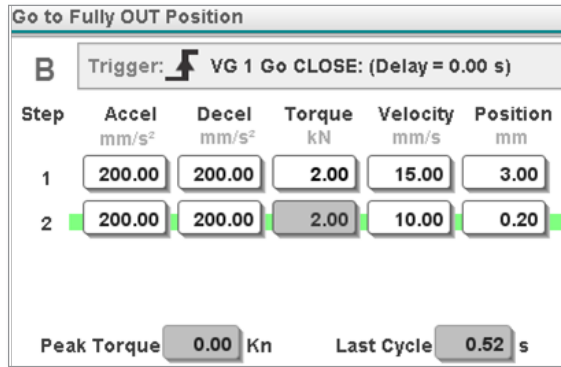 Go to Fully OUT Position
B Trigger: VG 1 Go CLOSE: (Delay = 0.00 s)
Step Accel Decel Torque Velocity Position
mm/s² mm/s² kN mm/s mm
1 200.00 200.00 2.00 15.00 3.00
2 200.00 200.00 2.00 10.00 0.20
Peak Torque 0.00 Kn Last Cycle 0.52 s